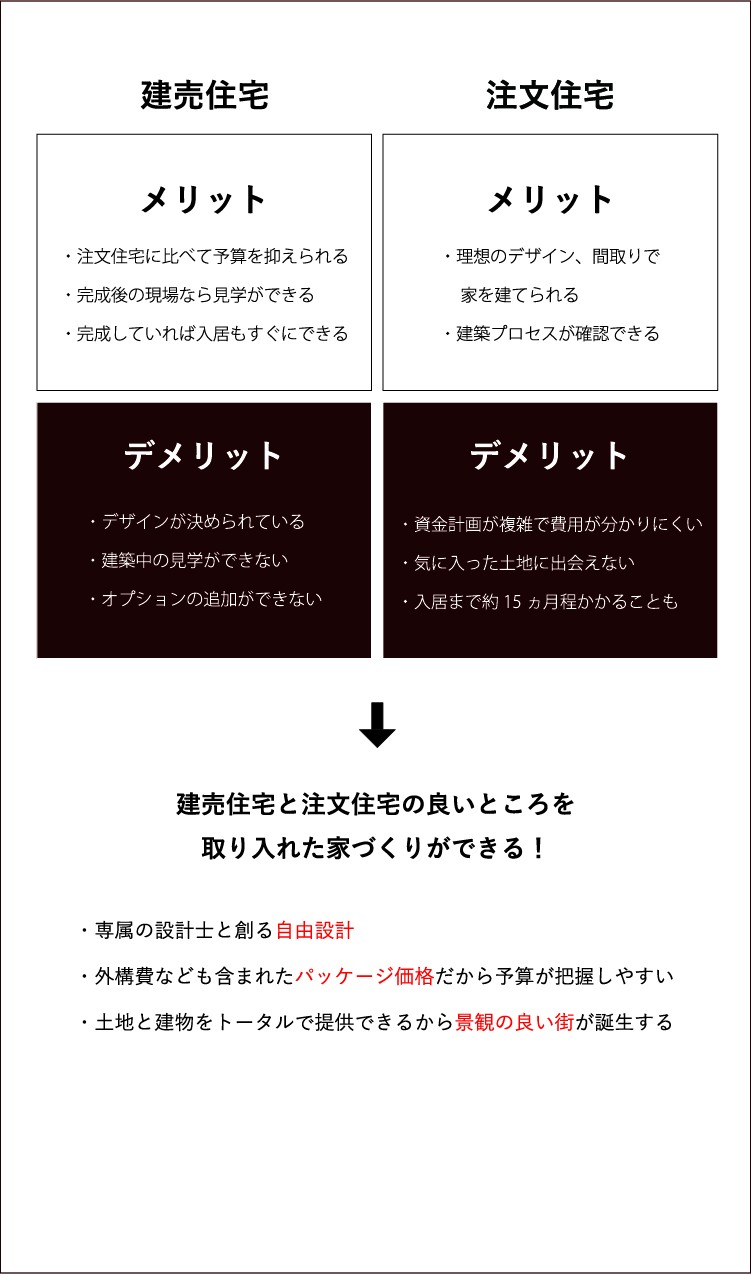 建売住宅
メリット
・注文住宅に比べて予算を抑えられる
・完成後の現場なら見学ができる
・完成していれば入居もすぐにできる
デメリット
・デザインが決められている
・建築中の見学ができない
・オプションの追加ができない
注文住宅
メリット
・理想のデザイン、間取りで
家を建てられる
・建築プロセスが確認できる
デメリット
・資金計画が複雑で費用が分かりにくい
・気に入った土地に出会えない
・入居まで約 15 ヵ月程かかることも
建売住宅と注文住宅の良いところを
取り入れた家づくりができる！
・専属の設計士と創る自由設計
・外構費なども含まれたパッケージ価格だから予算が把握しやすい
・土地と建物をトータルで提供できるから景観の良い街が誕生する